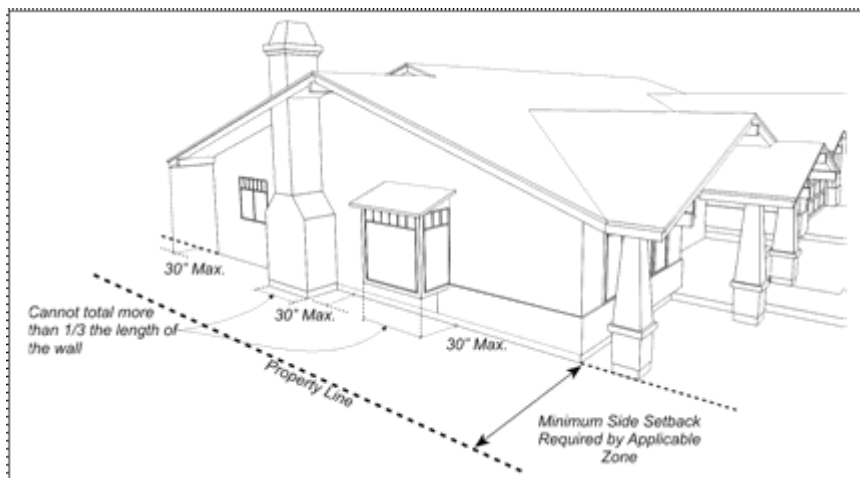 30" Max.
Cannot total more
than 1/3 the length of
the wall
30" Max.
30" Max.
Property Line
Minimum Side Setback
Required by Applicable
Zone